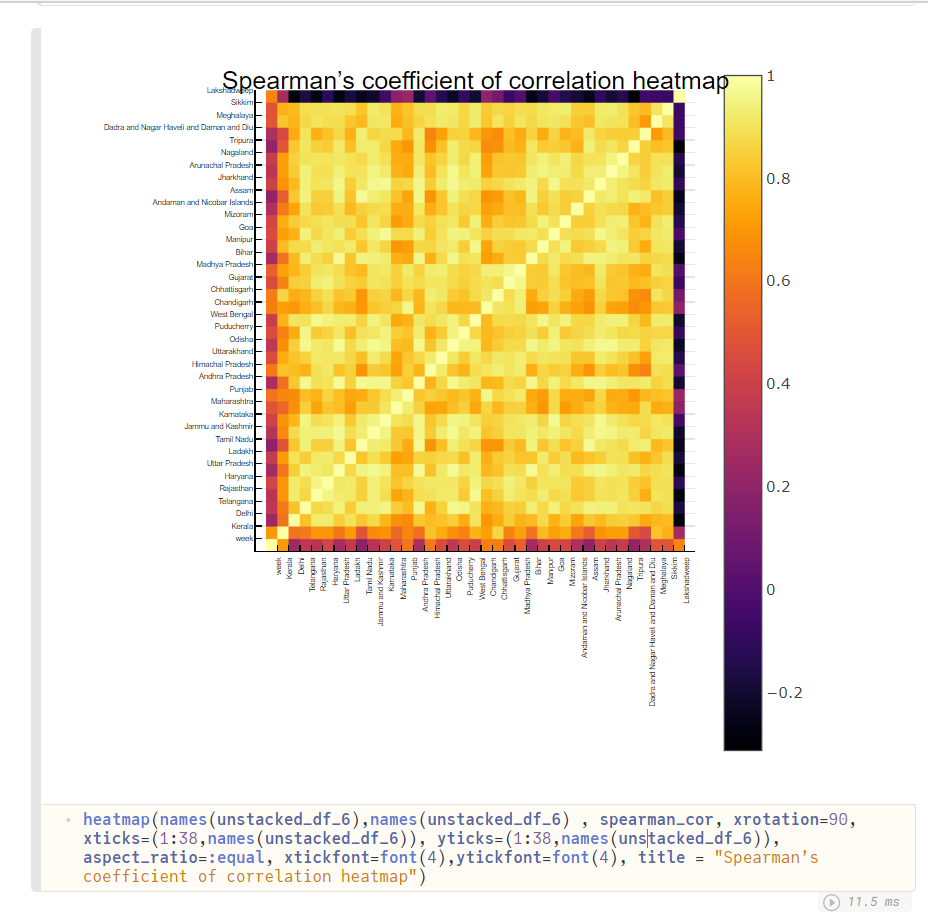 Spearman's coefficient of correlation heatmap
Lakshadweep
Sikkim
Meghalaya
Dadra and Nagar Haveli and Daman and Diu
Tripura
Nagaland
Arunachal Pradesh
Jharkhand
Assam
Andaman and Nicobar Islands
Mizoram
Goa
Manipur
Bihar
Madhya Pradesh
Gujarat
Chhattisgarh
Chandigarh
West Bengal
Puducherry
Odisha
Uttarakhand
Himachal Pradesh
Andhra Pradesh
Punjab
Maharashtra
Karnataka
Jammu and Kashmir
Tamil Nadu
Ladakh
Uttar Pradesh
Haryana
Rajasthan
Telangana
Delhi
Kerala
week
week
Kerala
Delhi
Telangana
Rajasthan
Haryana
Uttar Pradesh
Ladakh
Tamil Nadu
Jammu and Kashmir
Karnataka
Maharashtra
Punjab
Andhra Pradesh
Himachal Pradesh
Uttarakhand
Odisha
Puducherry
West Bengal
Chandigarh
Chhattisgarh
Gujarat
Madhya Pradesh
Bihar
Manipur
Goa
Mizoram
Andaman and Nicobar Islands
Assam
Jharkhand
Arunachal Pradesh
Nagaland
Tripura
Dadra and Nagar Haveli and Daman and Diu
Meghalaya
Sikkim
Lakshadweep
1
0.8
0.6
0.4
0.2
0
−0.2
heatmap(names(unstacked_df_6),names(unstacked_df_6) , spearman_cor, xrotation=90,
xticks=(1:38,names(unstacked_df_6)), yticks=(1:38,names(unstacked_df_6)),
aspect_ratio=:equal, xtickfont=font(4),ytickfont=font(4), title = "Spearman's
coefficient of correlation heatmap")
11.5 ms